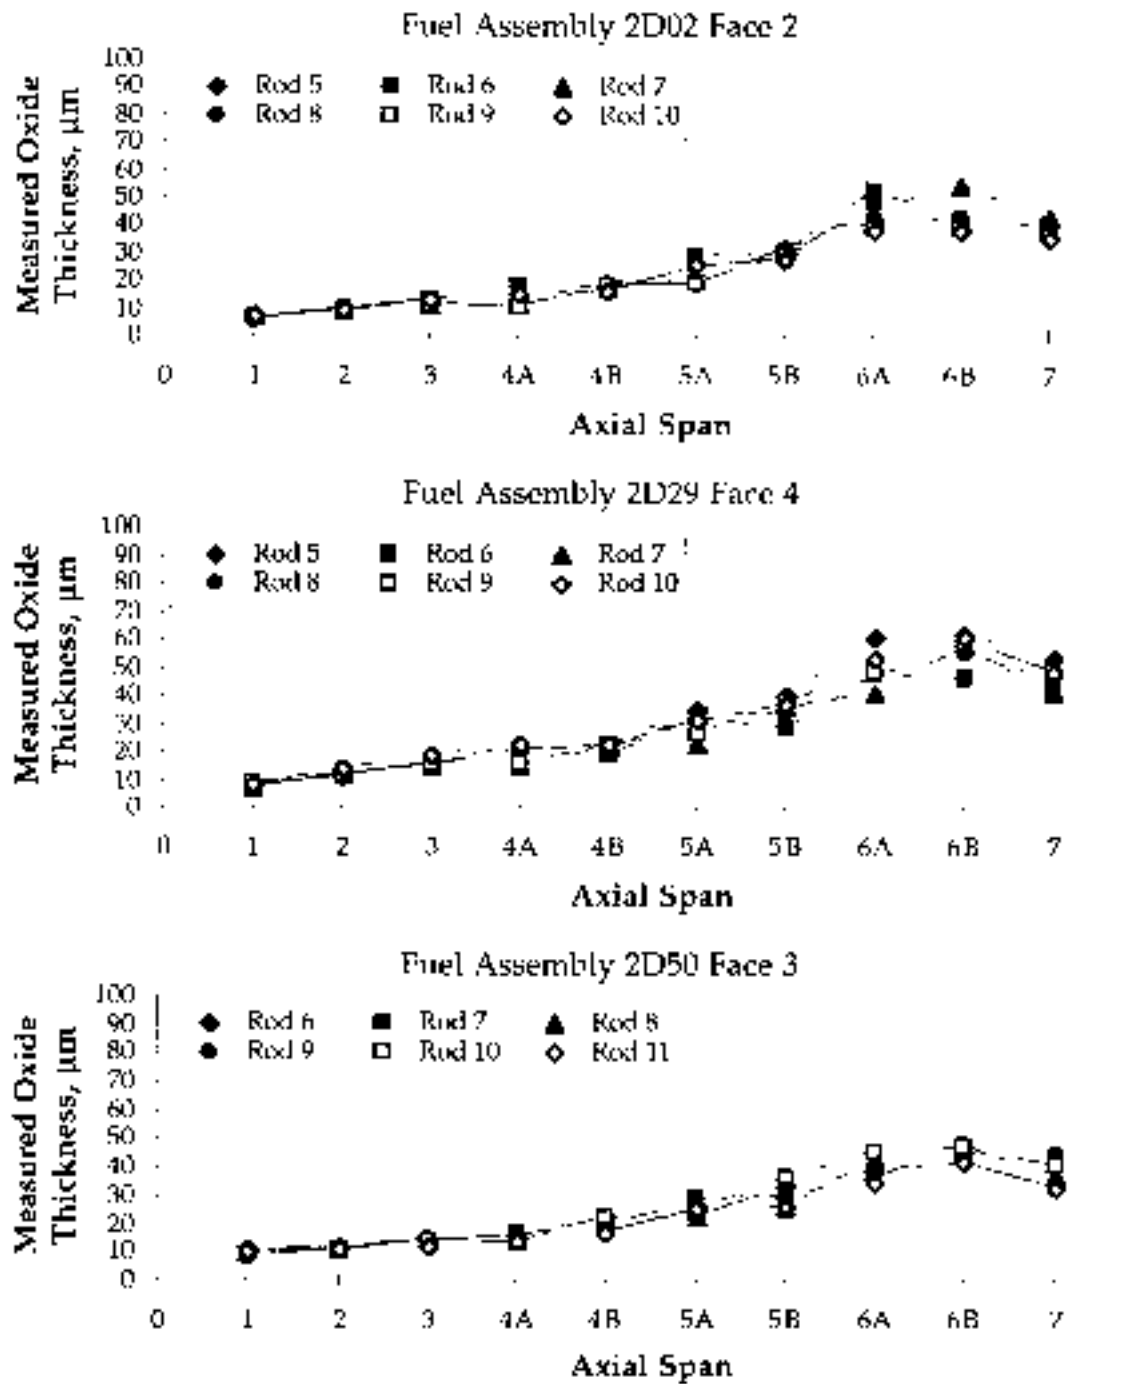 Fuel Assembly 2D02 Face 2
Measured Oxide
Thickness, μm
100
90
80
70
60
50
40
30
20
10
0
Rod 5 Rod 6 Rod 7
Rod 8 Rod 9 Rod 10
0 1 2 3 4A 4B 5A 5B 6A 6B 7
Axial Span
Fuel Assembly 2D29 Face 4
Measured Oxide
Thickness, μm
100
90
80
70
60
50
40
30
20
10
0
Rod 5 Rod 6 Rod 7
Rod 8 Rod 9 Rod 10
0 1 2 3 4A 4B 5A 5B 6A 6B 7
Axial Span
Fuel Assembly 2D50 Face 3
Measured Oxide
Thickness, μm
100
90
80
70
60
50
40
30
20
10
0
Rod 6 Rod 7 Rod 8
Rod 9 Rod 10 Rod 11
0 1 2 3 4A 4B 5A 5B 6A 6B 7
Axial Span